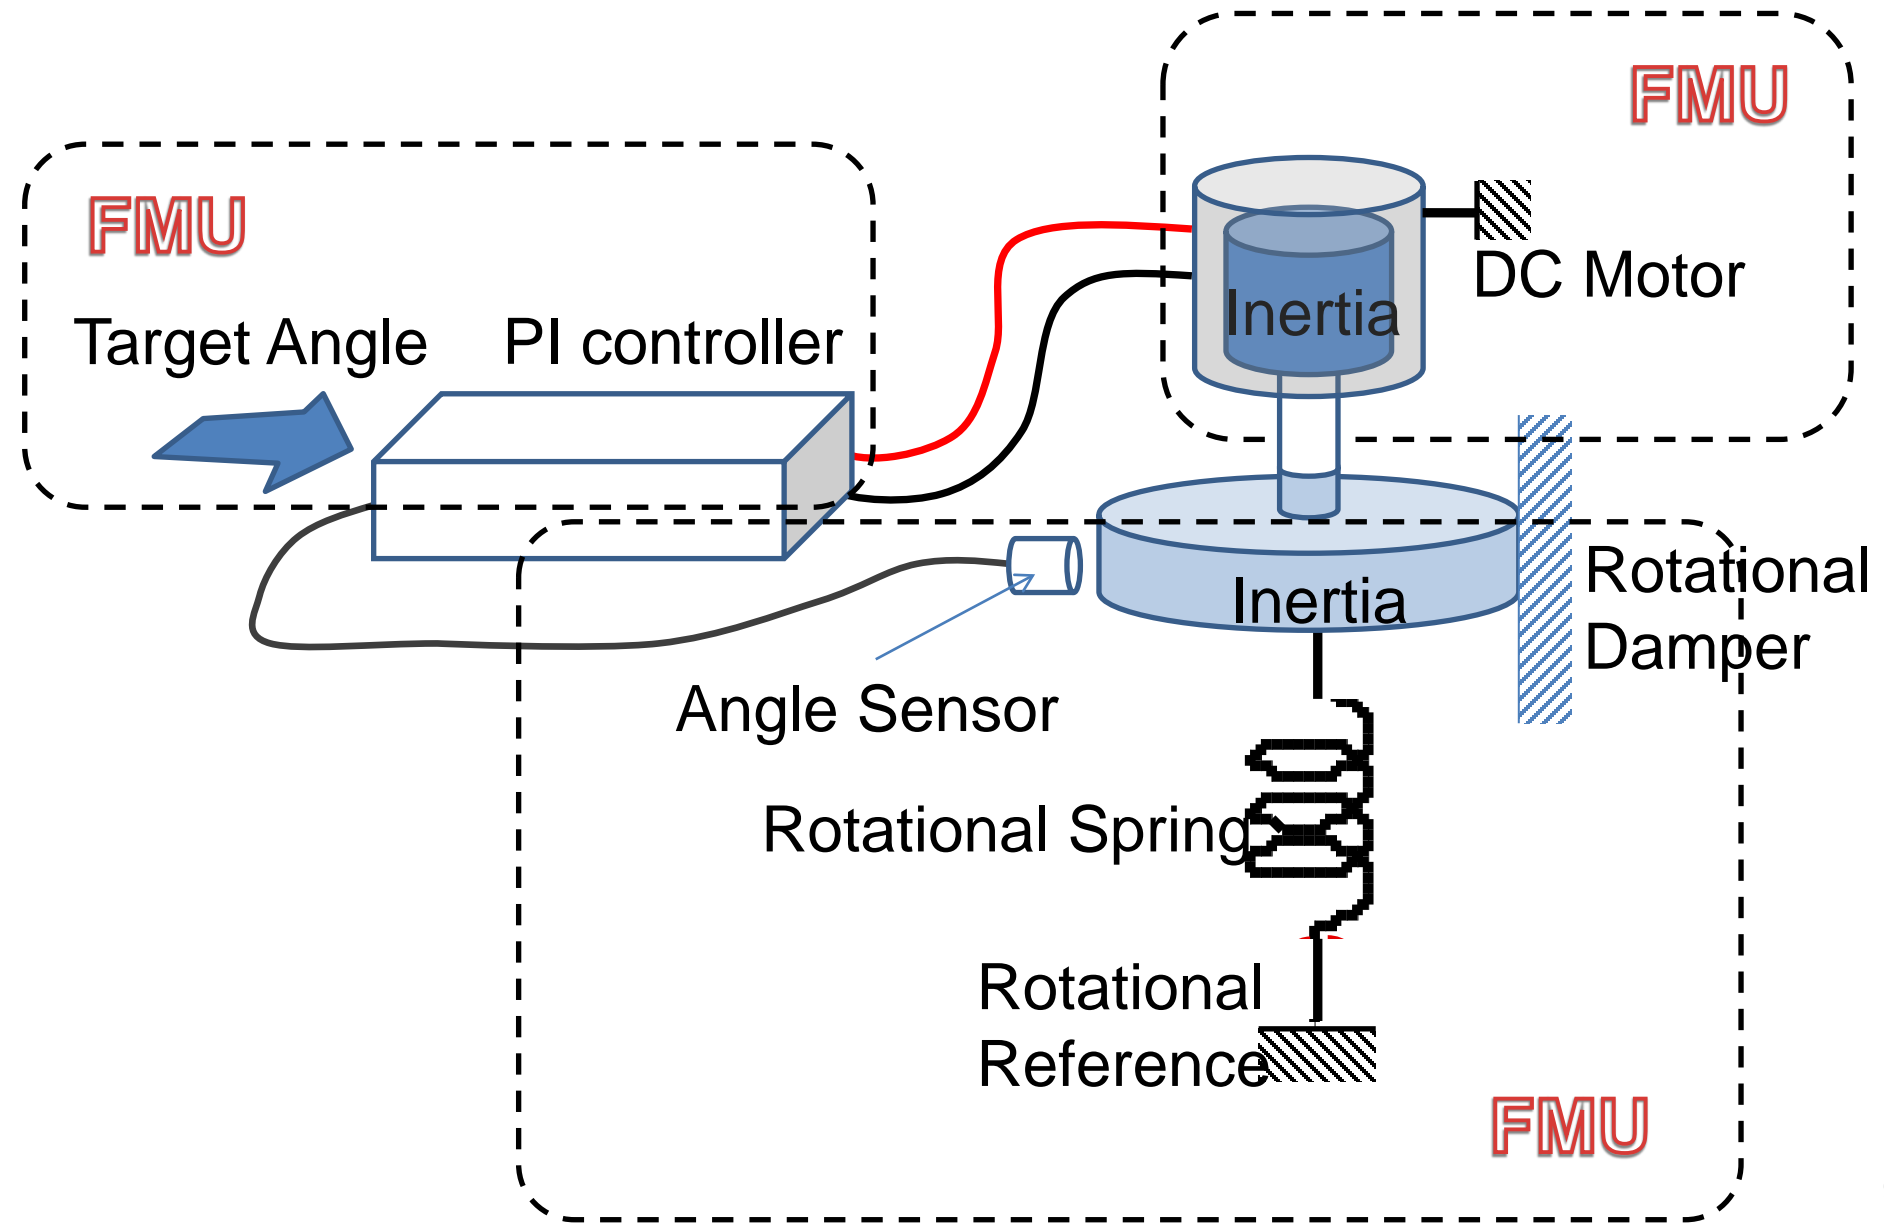 FMU
FMU
DC Motor
Inertia
Target Angle
PI controller
Inertia
Rotational
Damper
Angle Sensor
Rotational Spring
Rotational
Reference
FMU